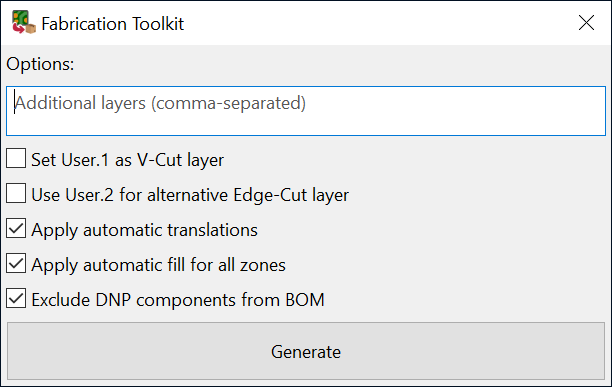 Fabrication Toolkit
Options:
Additional layers (comma-separated)
Set User.1 as V-Cut layer
Use User.2 for alternative Edge-Cut layer
Apply automatic translations
Apply automatic fill for all zones
Exclude DNP components from BOM
Generate